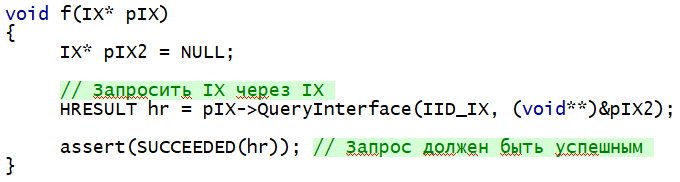 void f(IX* pIX)
{
IX* pIX2 = NULL;
// Запросить IX через IX
HRESULT hr = pIX->QueryInterface(IID_IX, (void**)&pIX2);
assert(SUCCEEDED(hr)); // Запрос должен быть успешным
}